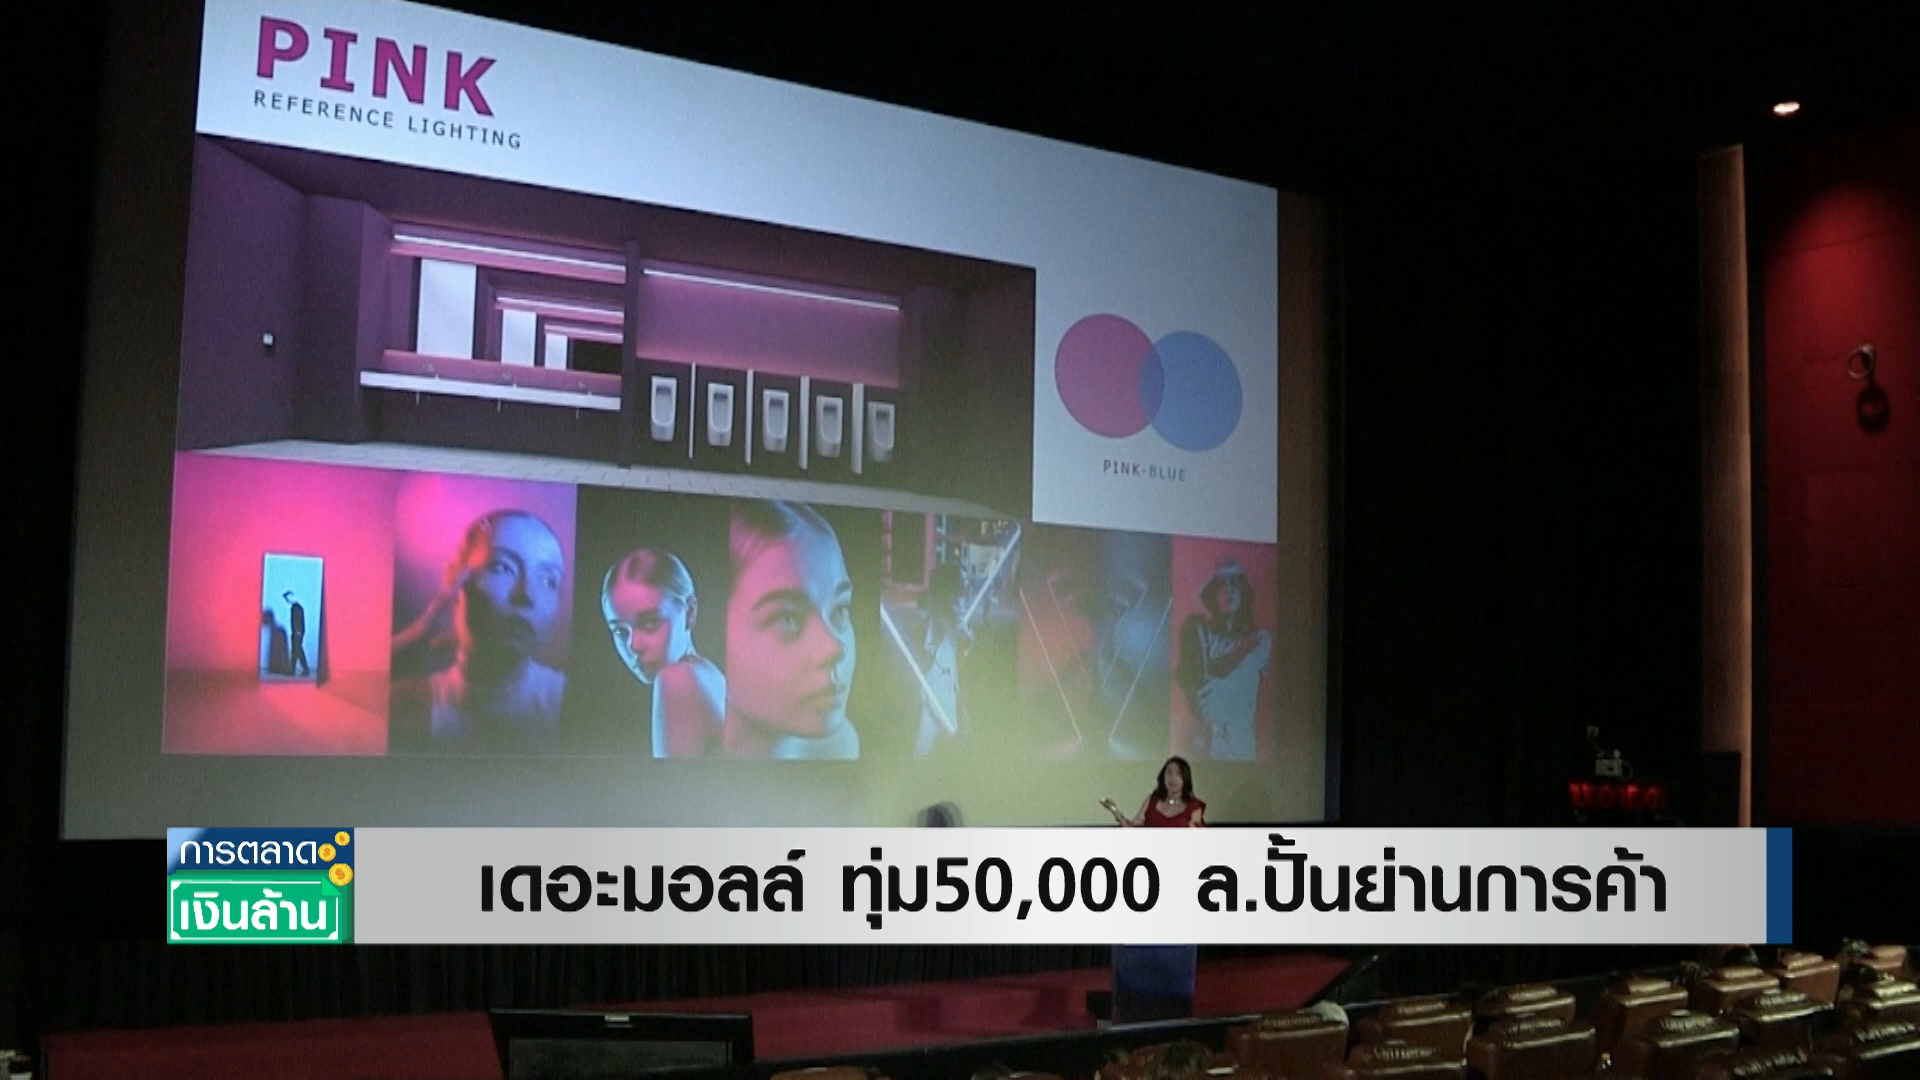 PINK
REFERENCE LIGHTING
PINK-BLUE
การตลาด
เงินล้าน
เดอะมอลล์ ทุ่ม50,000 ล.ปั้นย่านการค้า